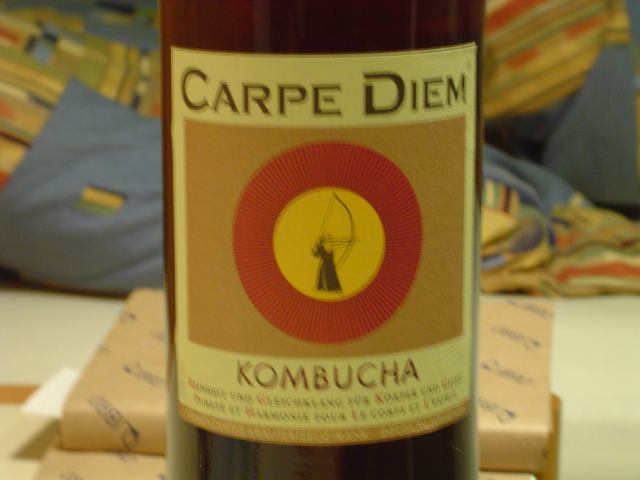 CARPE DIEM
KOMBUCHA
REINHEIT UND GLEICHKLANG FÜR KÖRPER UND GEIST
PURETÉ ET HARMONIE POUR LE CORPS ET L'ESPRIT